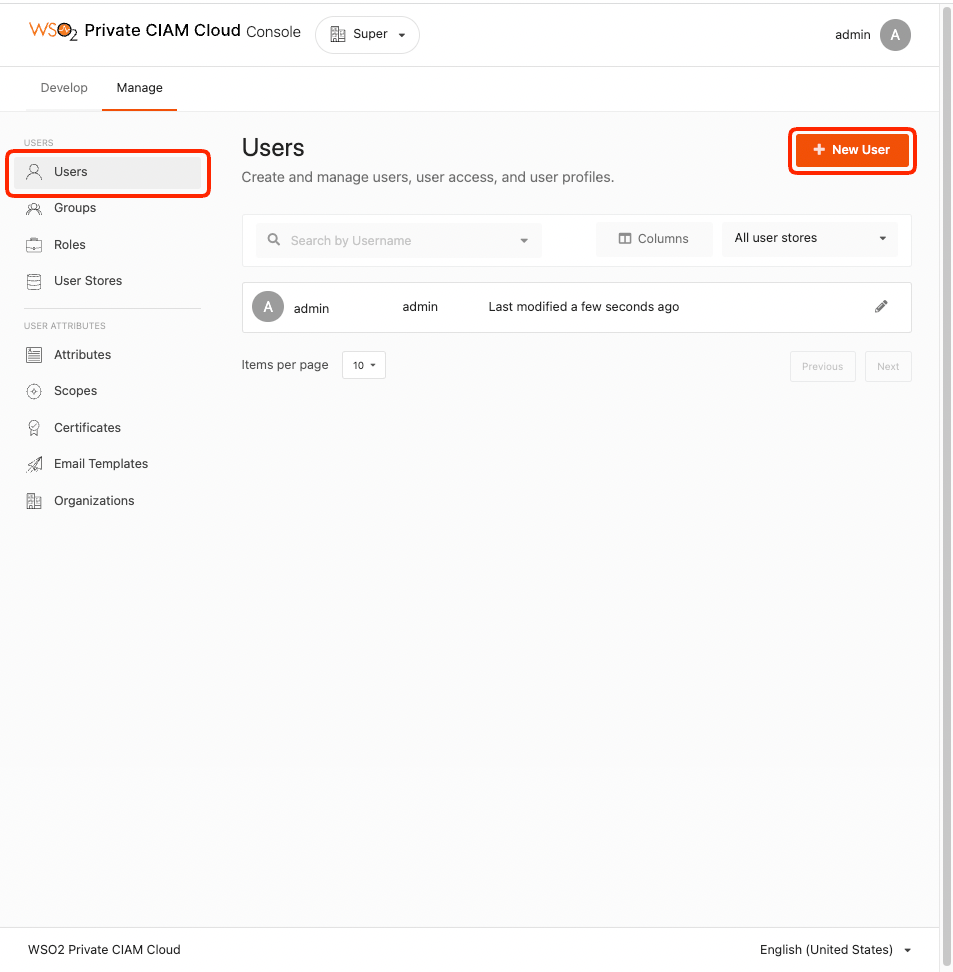 WSO2 Private CIAM Cloud Console Super admin A
Develop Manage
USERS
Users
Groups
Roles
User Stores
USER ATTRIBUTES
Attributes
Scopes
Certificates
Email Templates
Organizations
Users
+ New User
Create and manage users, user access, and user profiles.
Search by Username Columns All user stores
A admin admin Last modified a few seconds ago
Items per page 10 Previous Next
WSO2 Private CIAM Cloud English (United States)